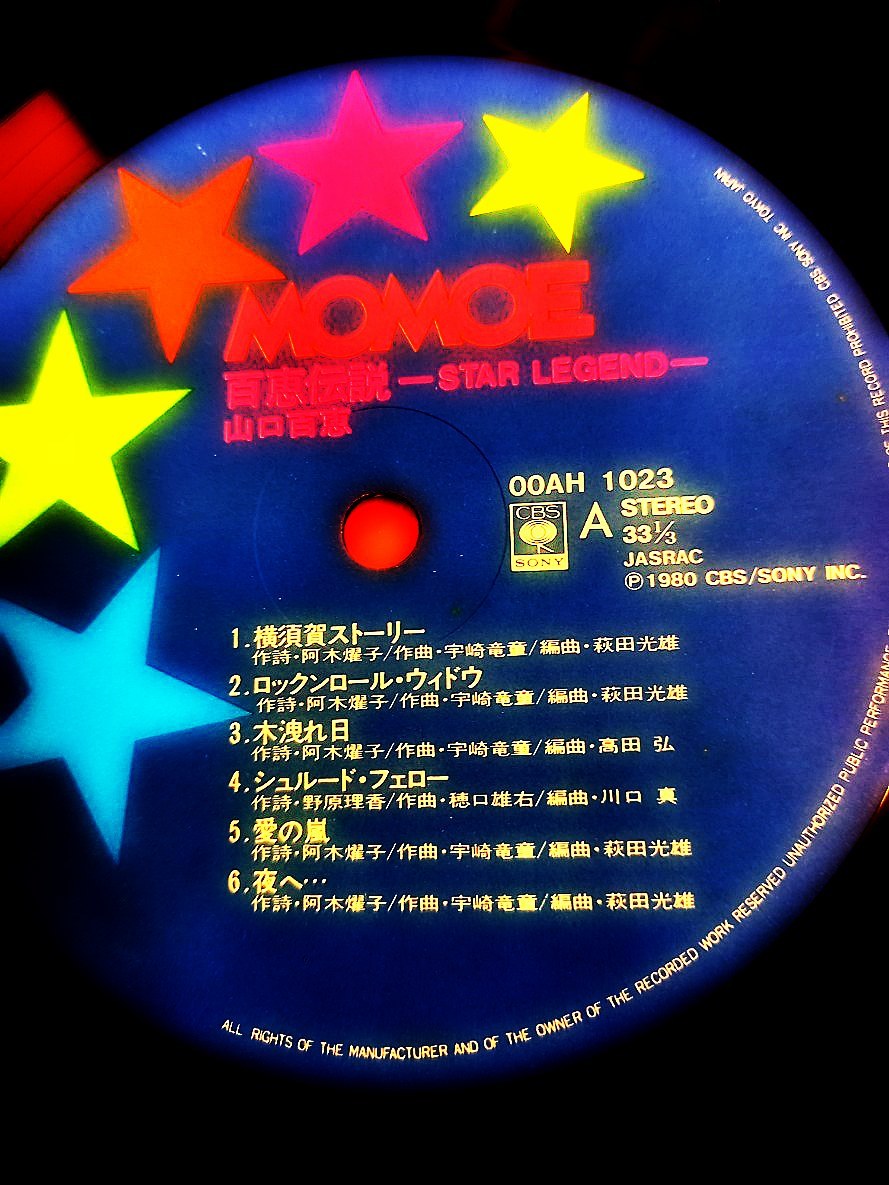 MOMOE
百恵伝説 —STAR LEGEND—
山口百恵
00AH 1023
CBS
SONY
A
STEREO
33⅓
JASRAC
Ⓟ1980 CBS/SONY INC.
1.横須賀ストーリー
作詩・阿木燿子/作曲・宇崎竜童/編曲・萩田光雄
2.ロックンロール・ウィドウ
作詩・阿木燿子/作曲・宇崎竜童/編曲・萩田光雄
3.木洩れ日
作詩・阿木燿子/作曲・宇崎竜童/編曲・高田 弘
4.シュルード・フェロー
作詩・野原理香/作曲・穂口雄右/編曲・川口 真
5.愛の嵐
作詩・阿木燿子/作曲・宇崎竜童/編曲・萩田光雄
6.夜へ…
作詩・阿木燿子/作曲・宇崎竜童/編曲・萩田光雄
ALL RIGHTS OF THE MANUFACTURER AND OF THE OWNER OF THE RECORDED WORK RESERVED UNAUTHORIZED PUBLIC PERFORMANCE THIS RECORD PROHIBITED CBS SONY INC TOKYO JAPAN